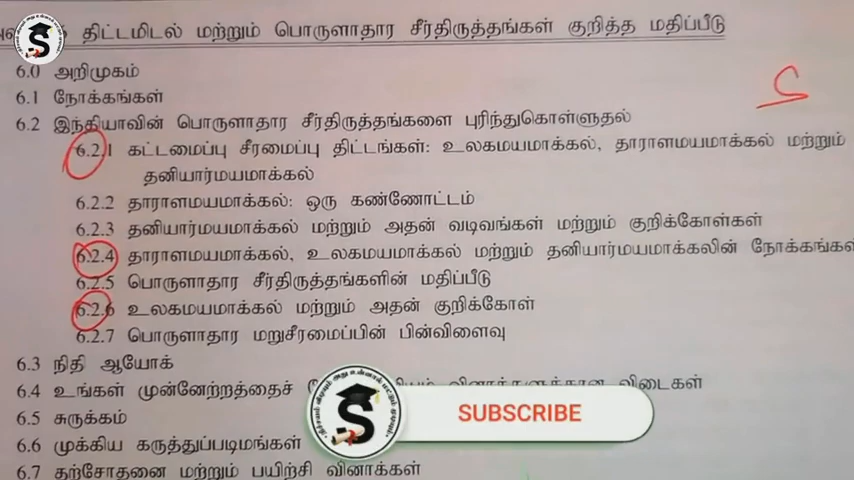 திட்டமிடல் மற்றும் பொருளாதார சீர்திருத்தங்கள் குறித்த மதிப்பீடு
6.0 அறிமுகம்
6.1 நோக்கங்கள்
6.2 இந்தியாவின் பொருளாதார சீர்திருத்தங்களை புரிந்துகொள்ளுதல்
6.2.1 கட்டமைப்பு சீரமைப்பு திட்டங்கள்: உலகமயமாக்கல், தாராளமயமாக்கல் மற்றும்
தனியார்மயமாக்கல்
6.2.2 தாராளமயமாக்கல்: ஒரு கண்ணோட்டம்
6.2.3 தனியார்மயமாக்கல் மற்றும் அதன் வடிவங்கள் மற்றும் குறிக்கோள்கள்
6.2.4 தாராளமயமாக்கல், உலகமயமாக்கல் மற்றும் தனியார்மயமாக்கலின் நோக்கங்கள்
6.2.5 பொருளாதார சீர்திருத்தங்களின் மதிப்பீடு
6.2.6 உலகமயமாக்கல் மற்றும் அதன் குறிக்கோள்
6.2.7 பொருளாதார மறுசீரமைப்பின் பின்விளைவு
6.3 நிதி ஆயோக்
6.4 உங்கள் முன்னேற்றத்தைச் விடைகள்
6.5 சுருக்கம்
6.6 முக்கிய கருத்துப்படிமங்கள்
6.7 தற்சோதனை மற்றும் பயிற்சி வினாக்கள்
S
SUBSCRIBE